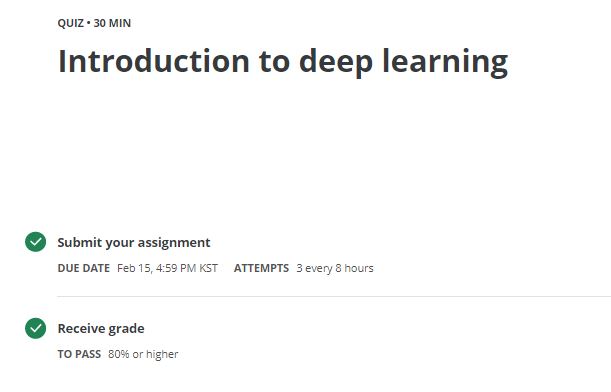 QUIZ • 30 MIN
Introduction to deep learning
Submit your assignment
DUE DATE Feb 15, 4:59 PM KST ATTEMPTS 3 every 8 hours
Receive grade
TO PASS 80% or higher